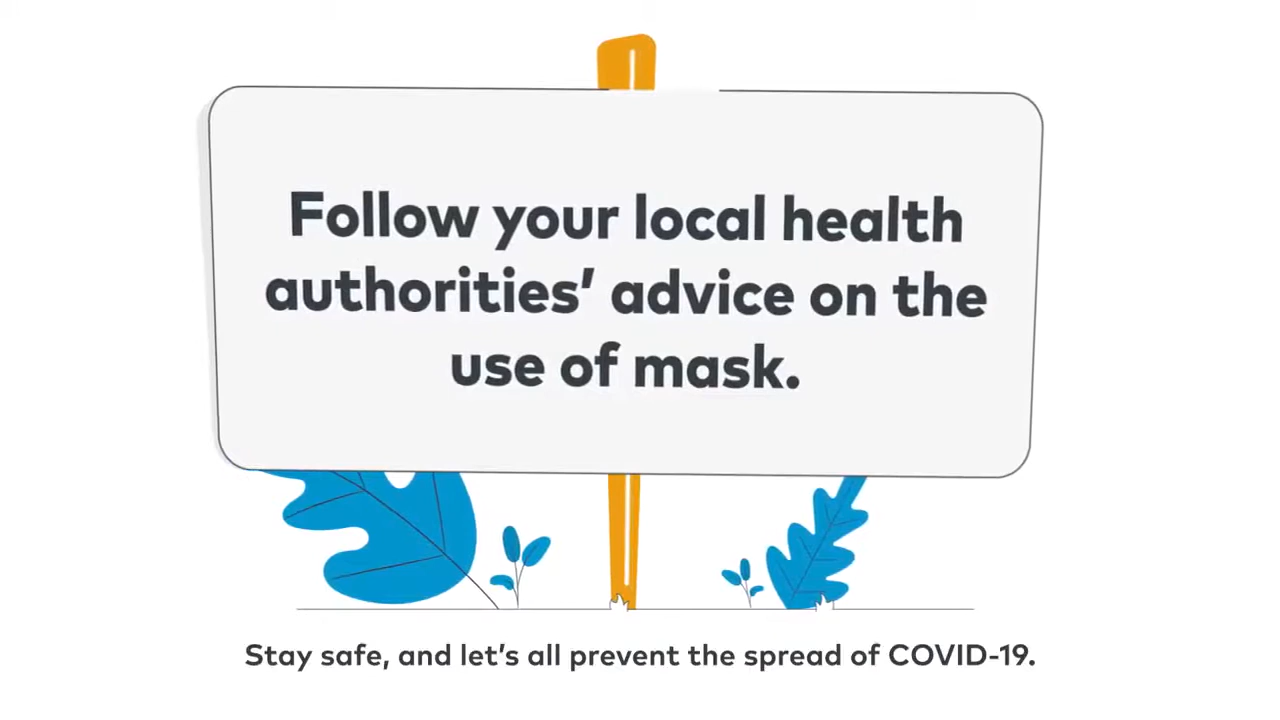 Follow your local health
authorities’ advice on the
use of mask.
Stay safe, and let’s all prevent the spread of COVID-19.